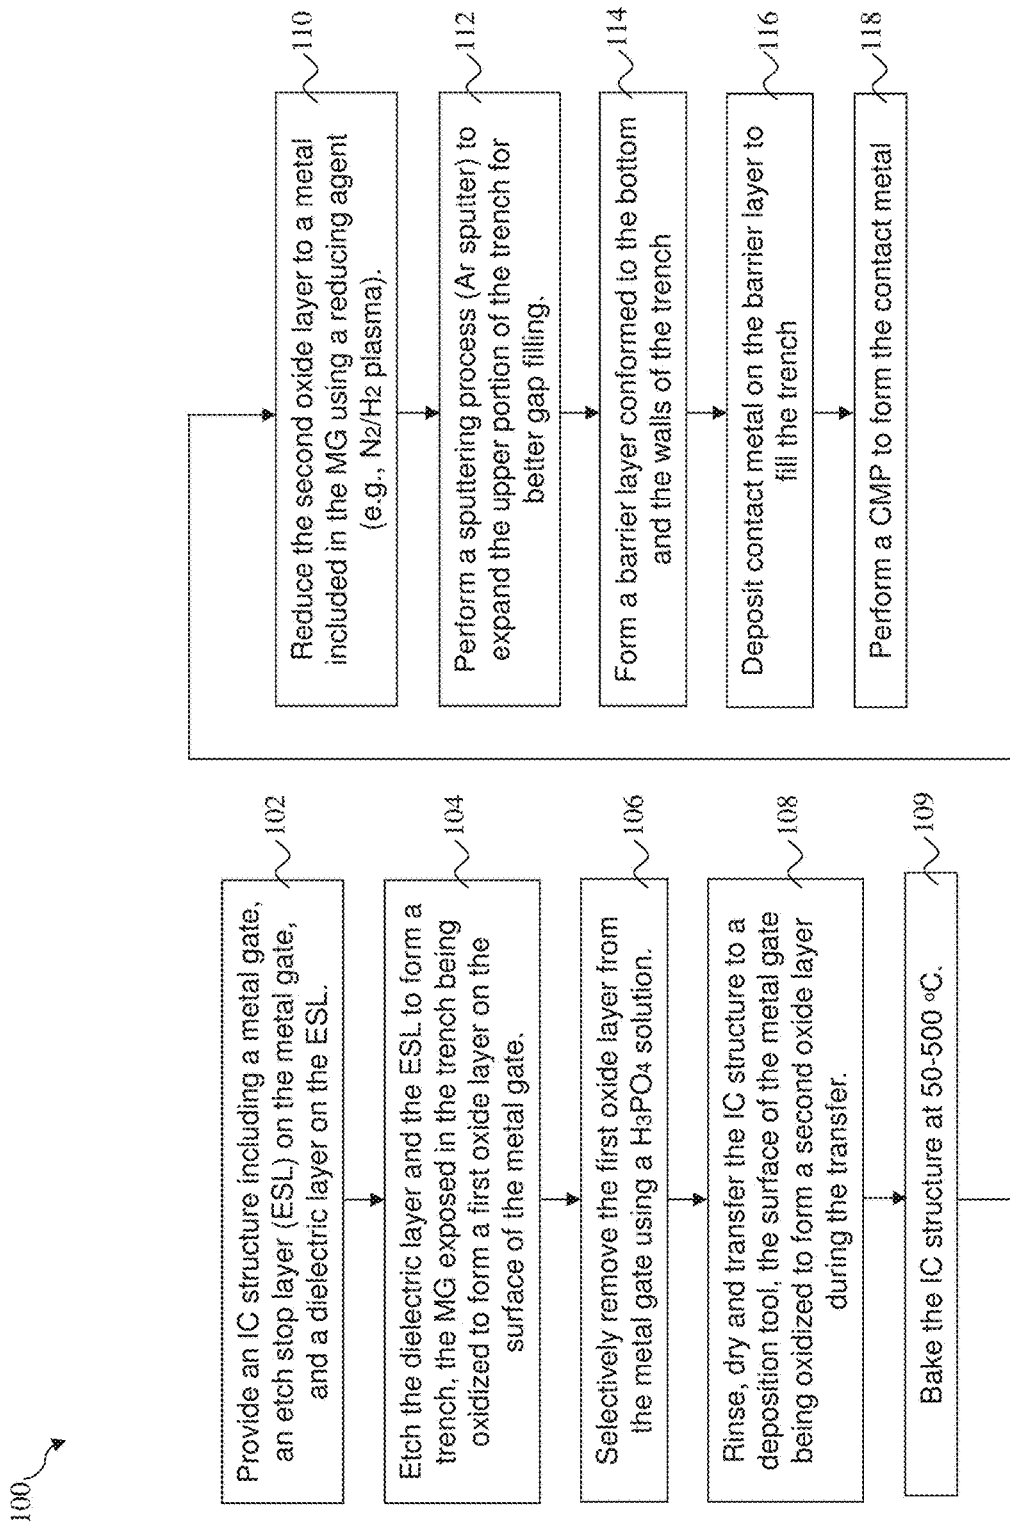 100
Provide an IC structure including a metal gate,
an etch stop layer (ESL) on the metal gate,
and a dielectric layer on the ESL.
102
Etch the dielectric layer and the ESL to form a
trench, the MG exposed in the trench being
oxidized to form a first oxide layer on the
surface of the metal gate.
104
Selectively remove the first oxide layer from
the metal gate using a H3PO4 solution.
106
Rinse, dry and transfer the IC structure to a
deposition tool, the surface of the metal gate
being oxidized to form a second oxide layer
during the transfer.
108
Bake the IC structure at 50-500 ºC.
109
Reduce the second oxide layer to a metal
included in the MG using a reducing agent
(e.g., N2/H2 plasma).
110
Perform a sputtering process (Ar sputter) to
expand the upper portion of the trench for
better gap filling.
112
Form a barrier layer conformed to the bottom
and the walls of the trench
114
Deposit contact metal on the barrier layer to
fill the trench
116
Perform a CMP to form the contact metal
118